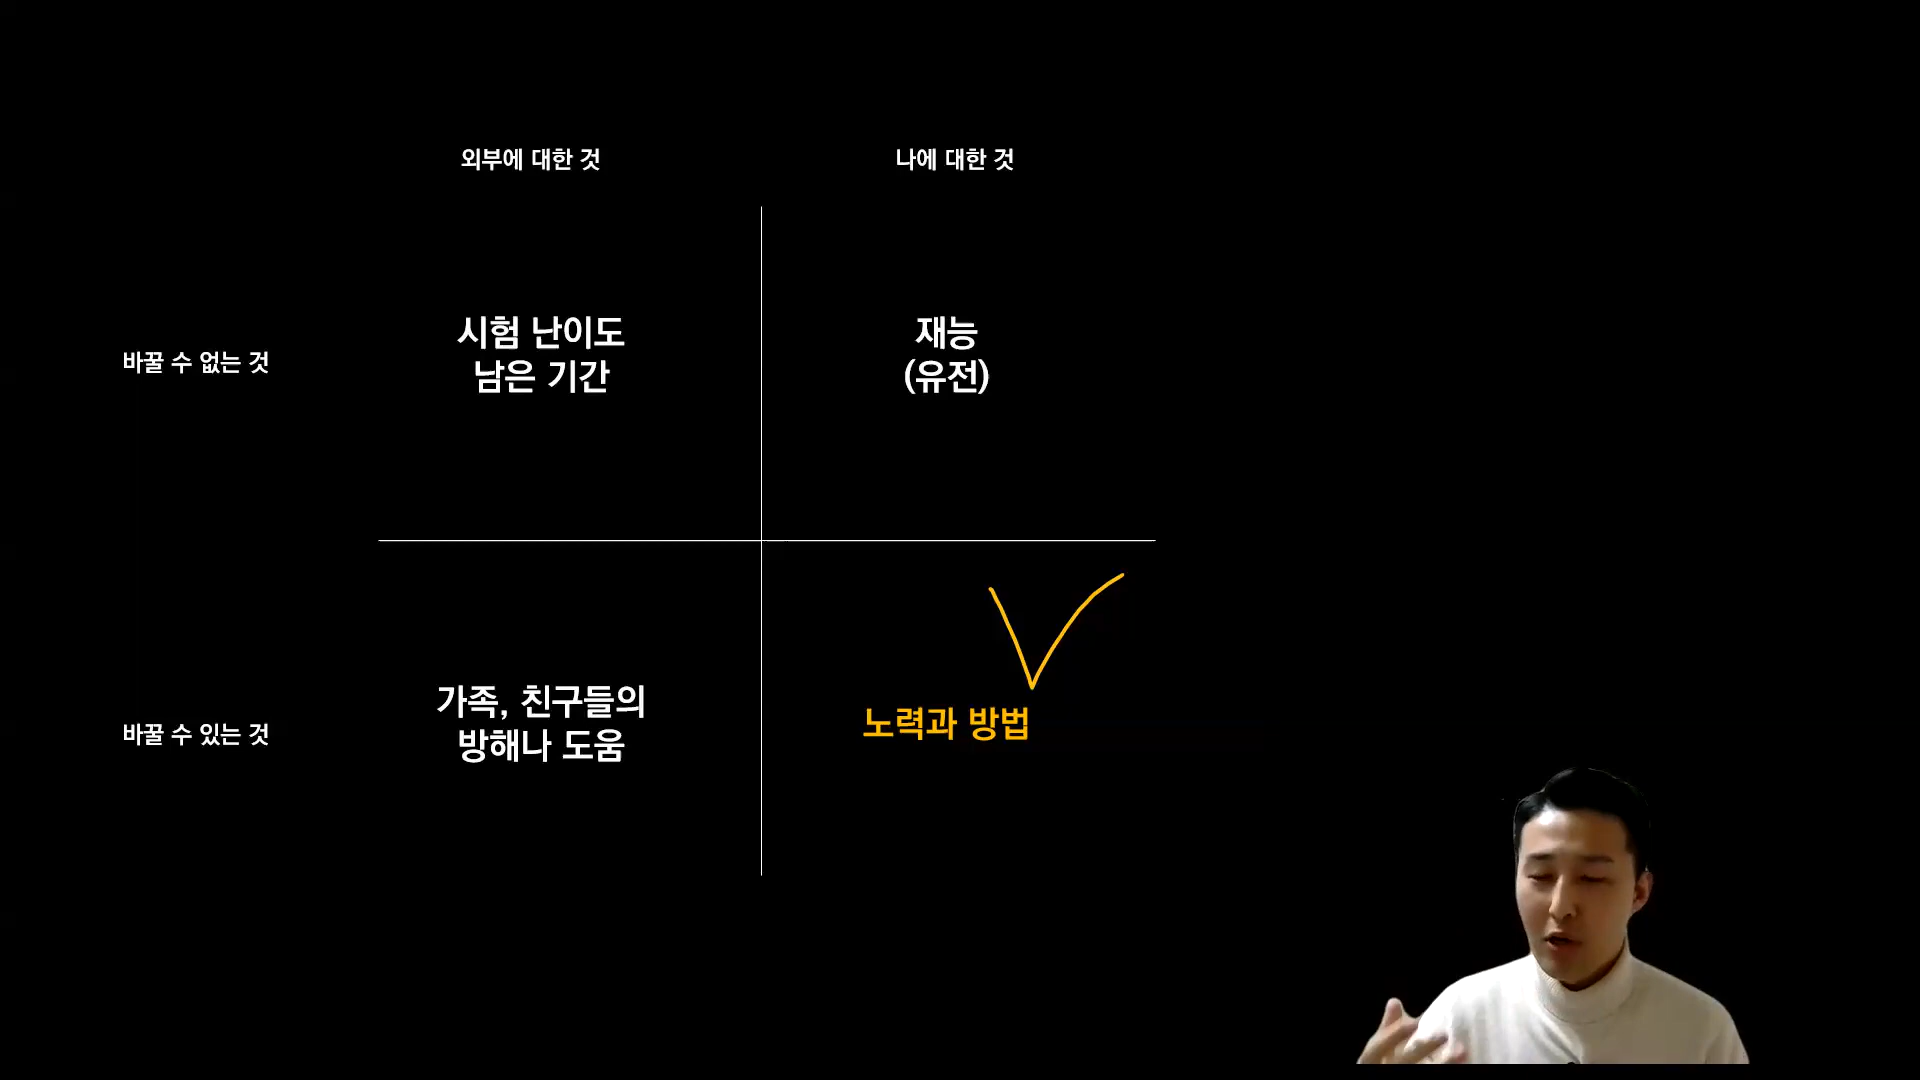 외부에 대한 것
나에 대한 것
바꿀 수 없는 것
시험 난이도
남은 기간
재능
(유전)
바꿀 수 있는 것
가족, 친구들의
방해나 도움
노력과 방법